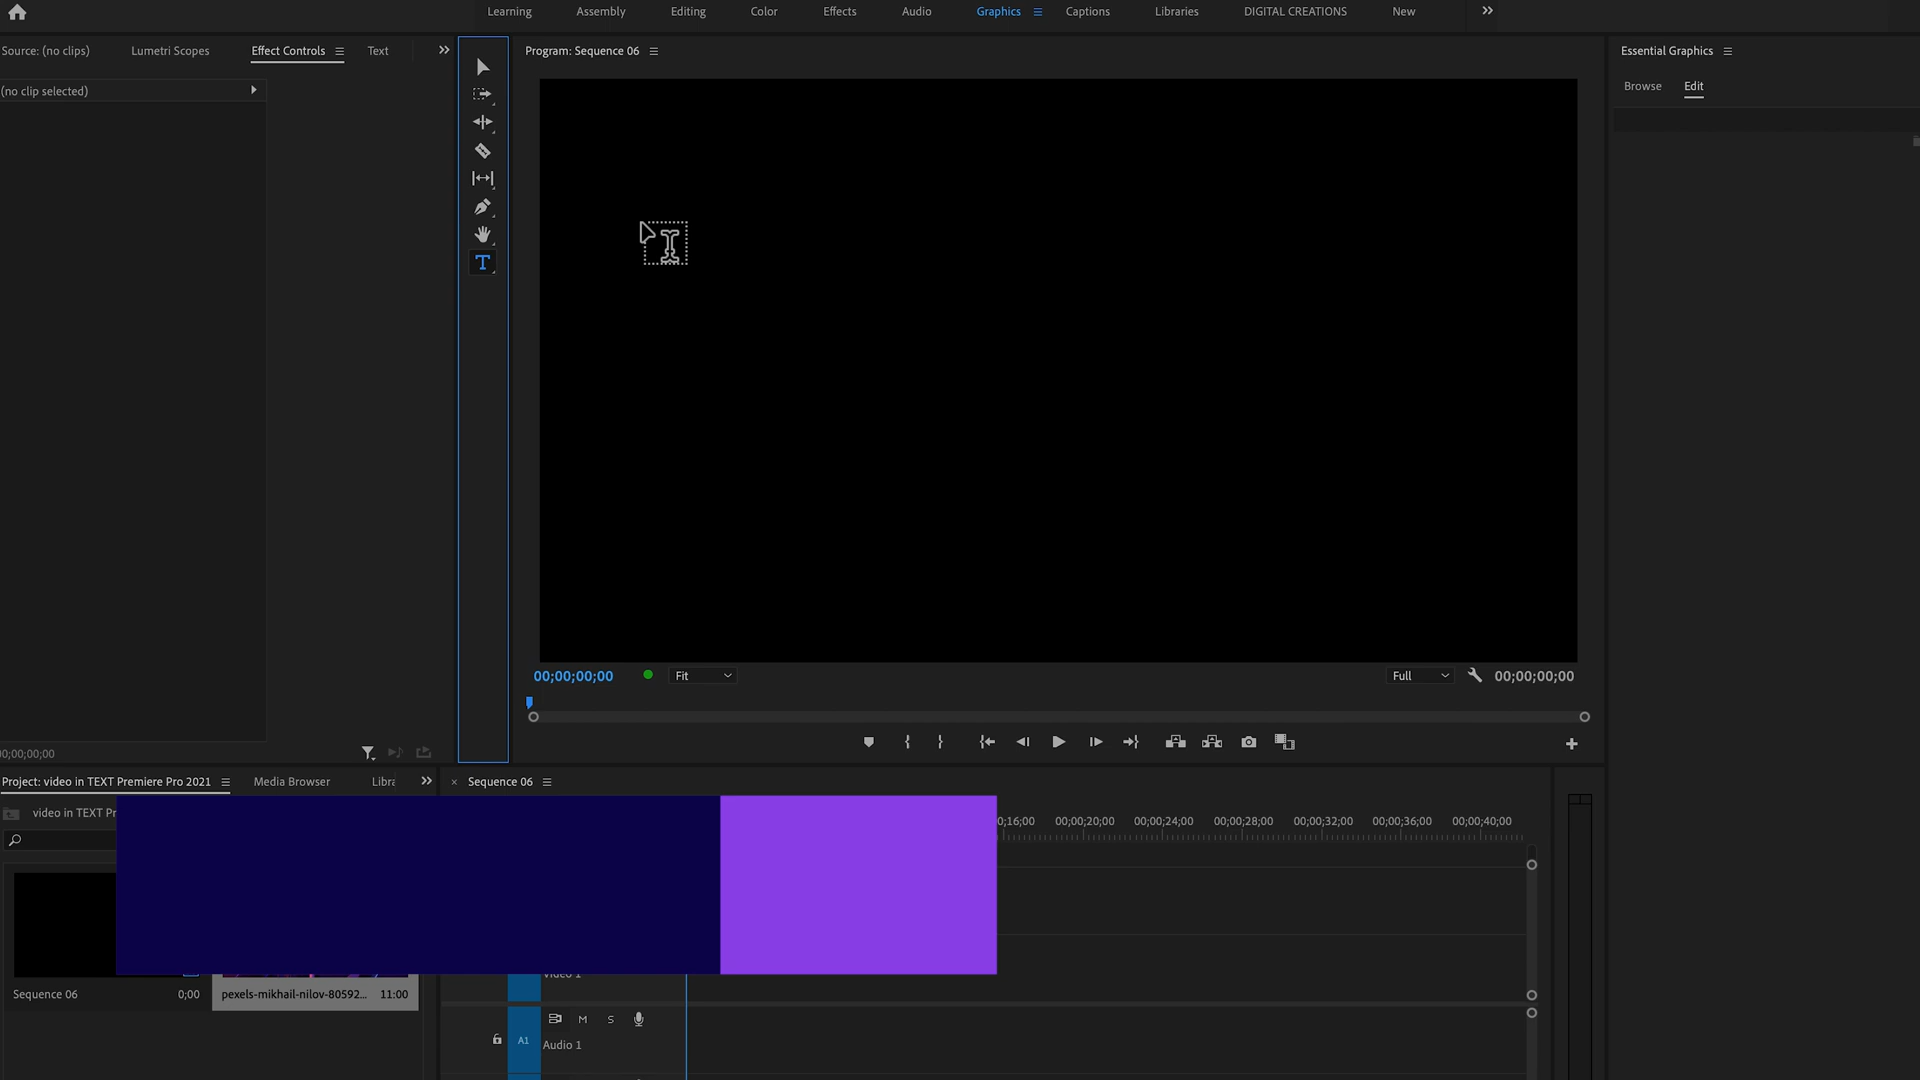 Learning Assembly Editing Color Effects Audio Graphics Captions Libraries DIGITAL CREATIONS New
Source: (no clips) Lumetri Scopes Effect Controls Text
Program: Sequence 06
Essential Graphics
Browse Edit
(no clip selected)
T
00;00;00;00 Fit Full 00;00;00;00
00;00;00;00
Project: video in TEXT Premiere Pro 2021 Media Browser
Sequence 06
video in TEXT
00;00;20;00 00;00;24;00 00;00;28;00 00;00;32;00 00;00;36;00 00;00;40;00
Video 1
Sequence 06 0;00
pexels-mikhail-nilov-80592... 11:00
M S
A1
Audio 1